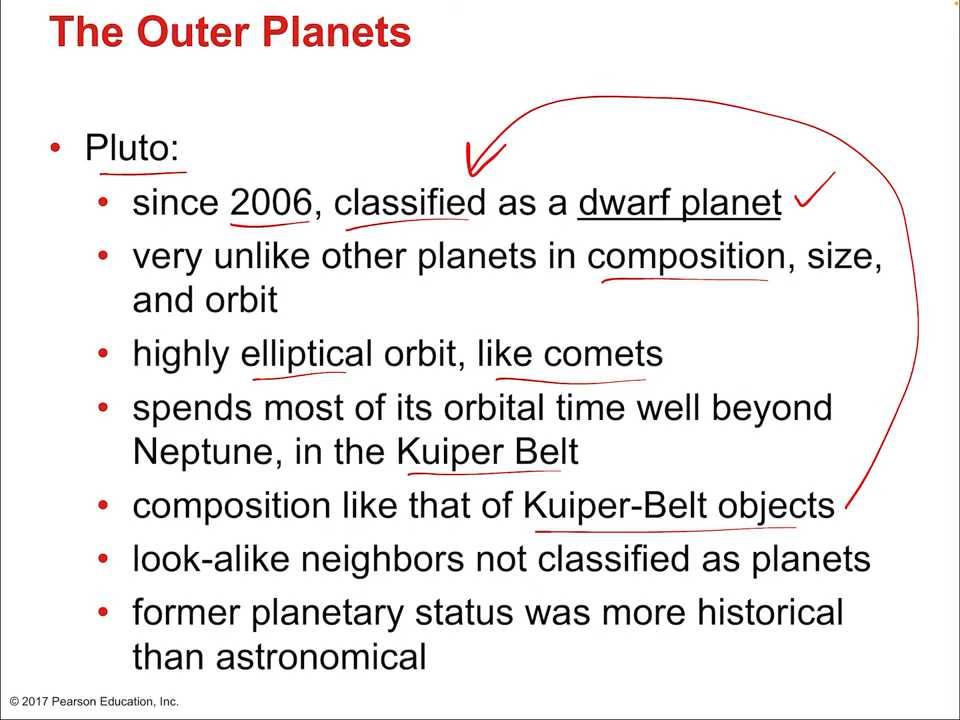 The Outer Planets
• Pluto:
• since 2006, classified as a dwarf planet
• very unlike other planets in composition, size,
and orbit
• highly elliptical orbit, like comets
• spends most of its orbital time well beyond
Neptune, in the Kuiper Belt
• composition like that of Kuiper-Belt objects
• look-alike neighbors not classified as planets
• former planetary status was more historical
than astronomical
© 2017 Pearson Education, Inc.